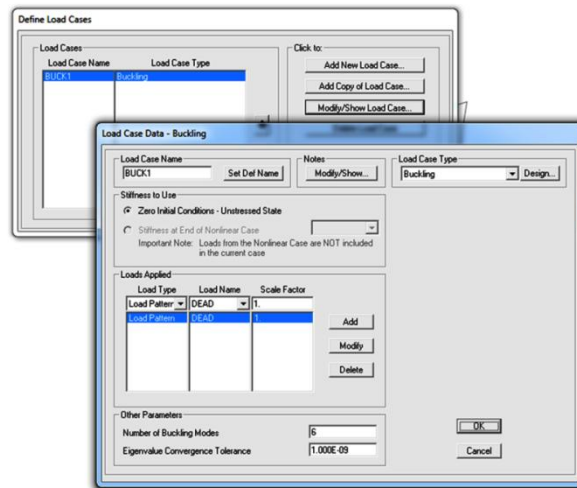 Define Load Cases
Load Cases
Click to:
Load Case Name Load Case Type
BUCK1 Buckling
Add New Load Case...
Add Copy of Load Case...
Modify/Show Load Case...
Load Case Data - Buckling
Load Case Name
BUCK1 Set Def Name
Notes
Modify/Show...
Load Case Type
Buckling Design...
Stiffness to Use
Zero Initial Conditions - Unstressed State
Stiffness at End of Nonlinear Case
Important Note: Loads from the Nonlinear Case are NOT included
in the current case
Loads Applied
Load Type Load Name Scale Factor
Load Pattern DEAD 1.
Load Pattern DEAD 1.
Add
Modify
Delete
Other Parameters
Number of Buckling Modes 6
Eigenvalue Convergence Tolerance 1.000E-09
OK
Cancel